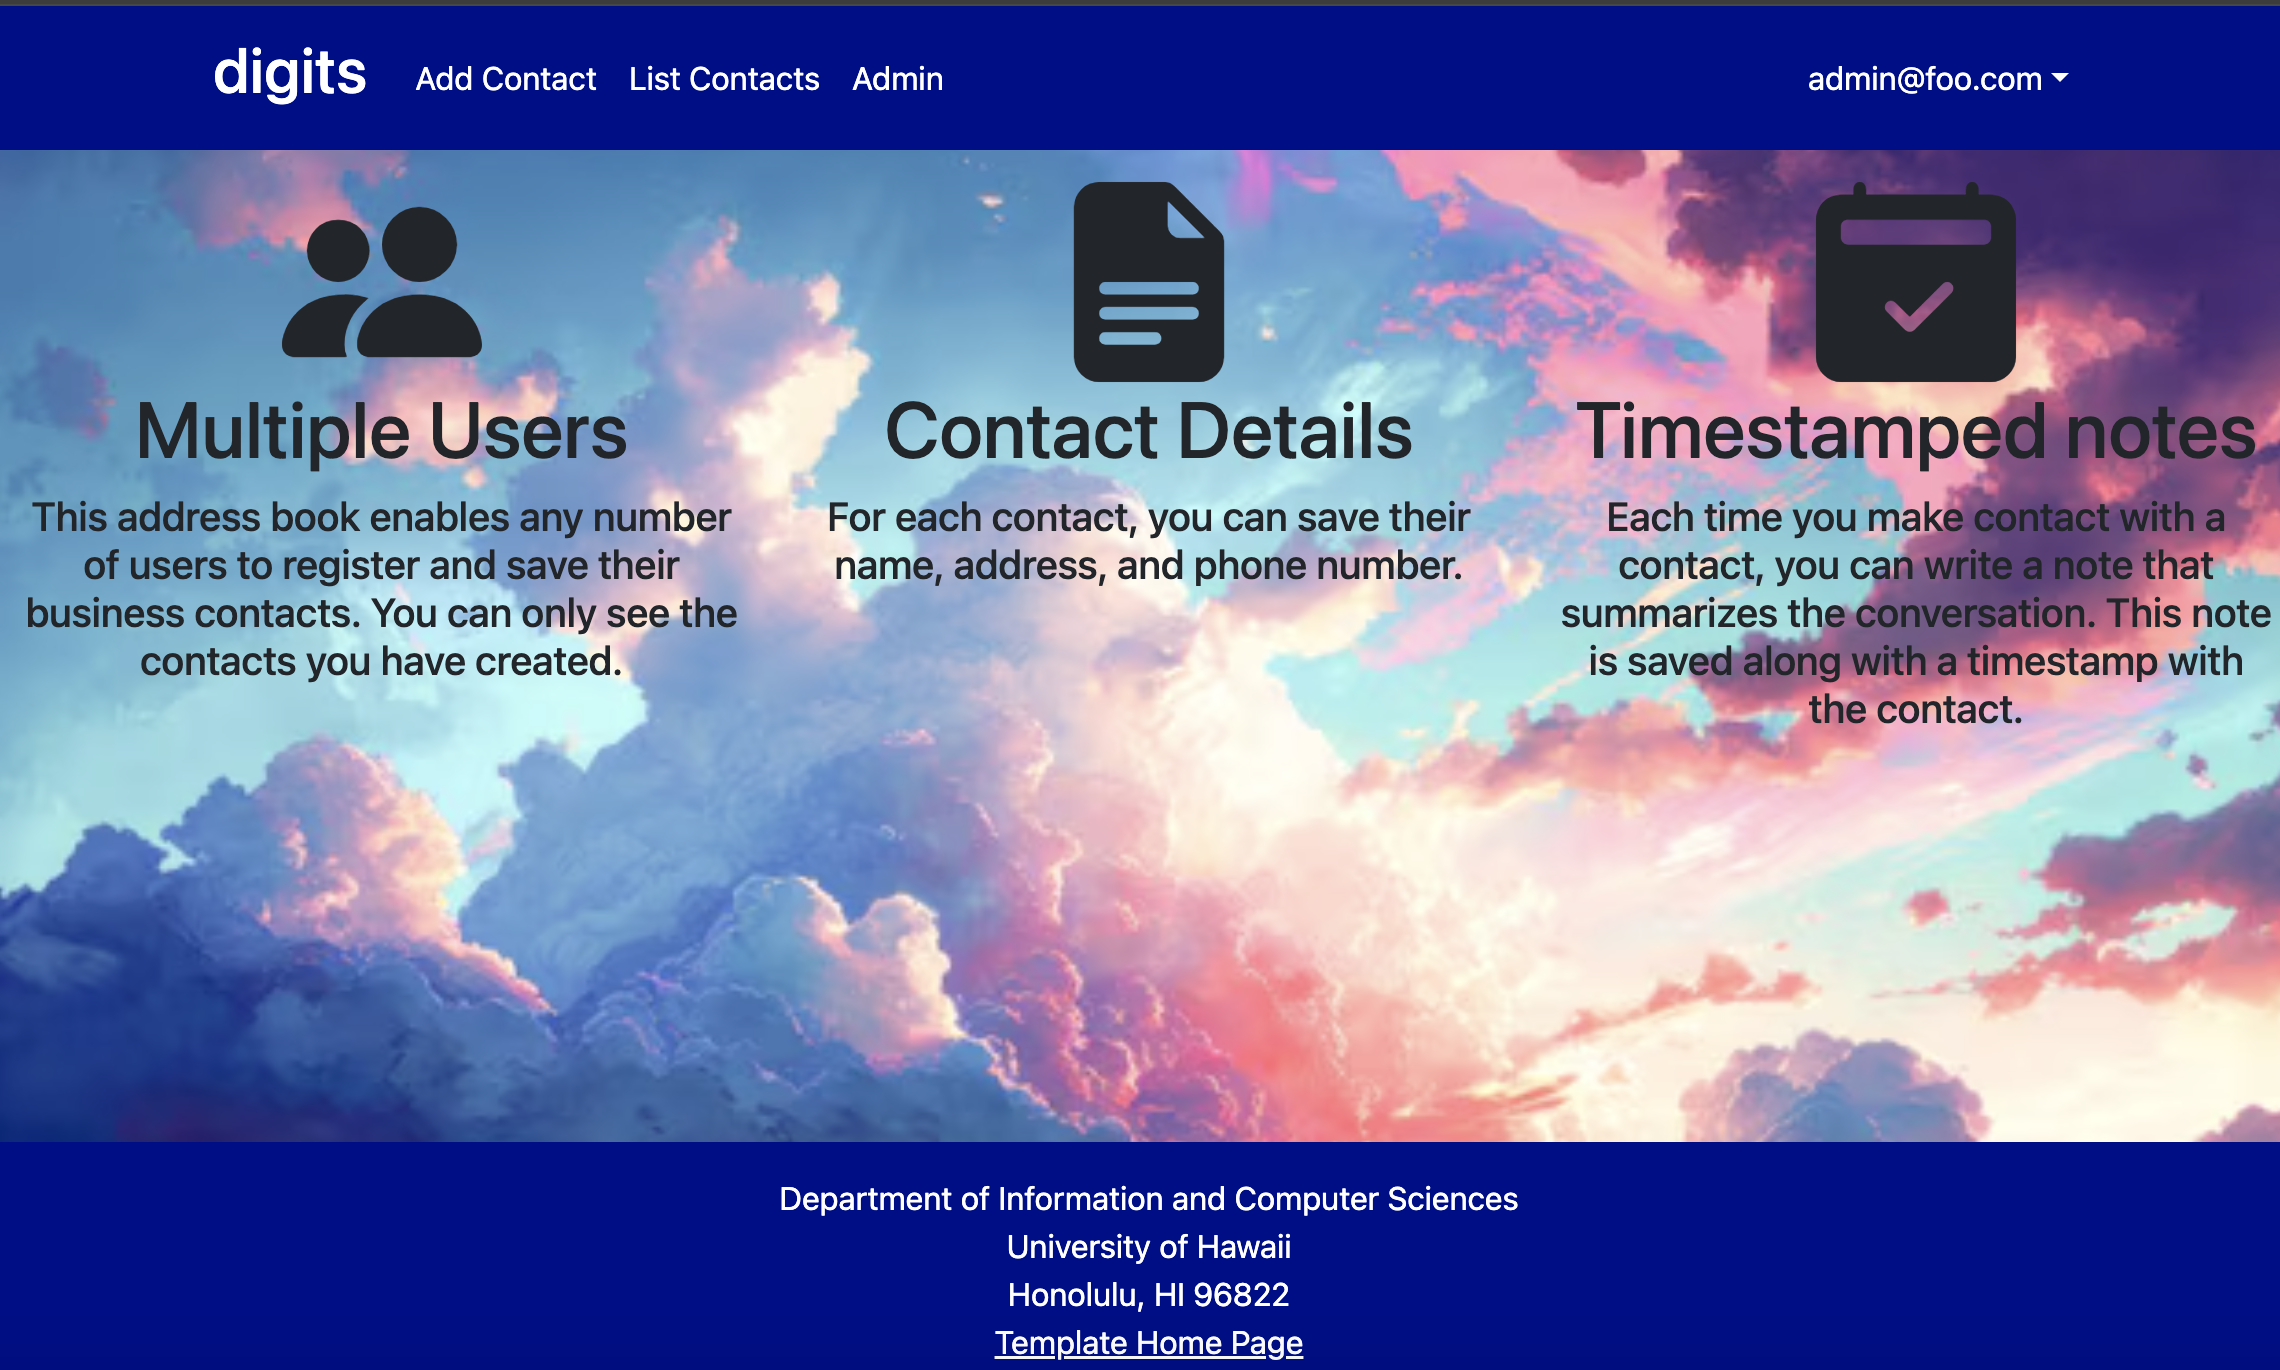 digits
Add Contact
List Contacts
Admin
admin@foo.com
Multiple Users
This address book enables any number
of users to register and save their
business contacts. You can only see the
contacts you have created.
Contact Details
For each contact, you can save their
name, address, and phone number.
Timestamped notes
Each time you make contact with a
contact, you can write a note that
summarizes the conversation. This note
is saved along with a timestamp with
the contact.
Department of Information and Computer Sciences
University of Hawaii
Honolulu, HI 96822
Template Home Page